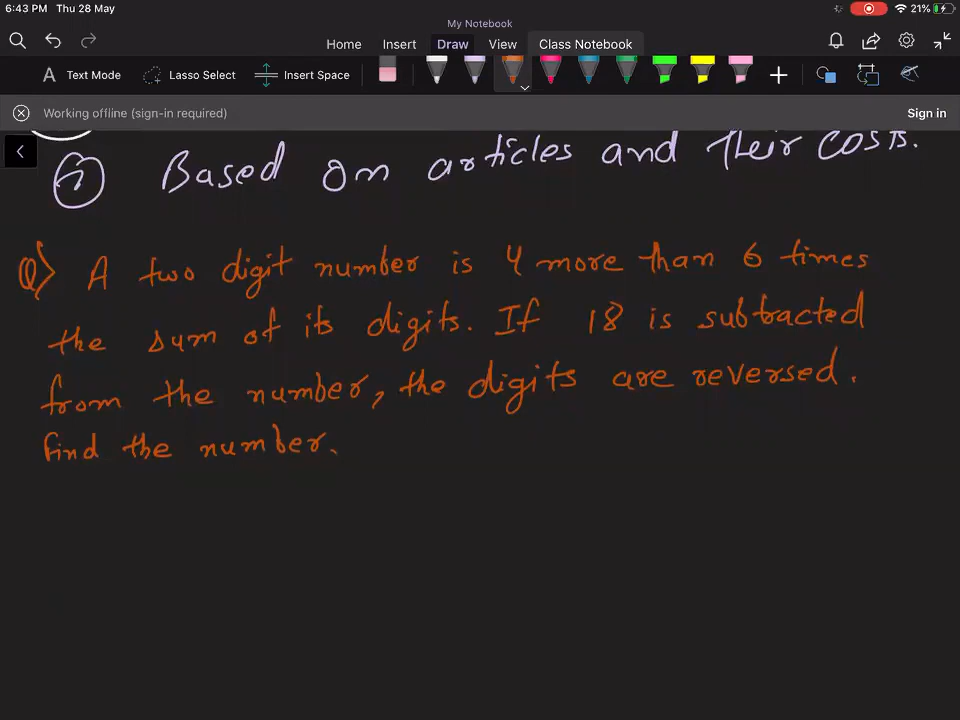 6:43 PM Thu 28 May
21%
My Notebook
Home Insert Draw View Class Notebook
Text Mode Lasso Select Insert Space
Working offline (sign-in required) Sign in
Based on articles and their costs.
Q) A two digit number is 4 more than 6 times
the sum of its digits. If 18 is subtracted
from the number, the digits are reversed.
find the number.